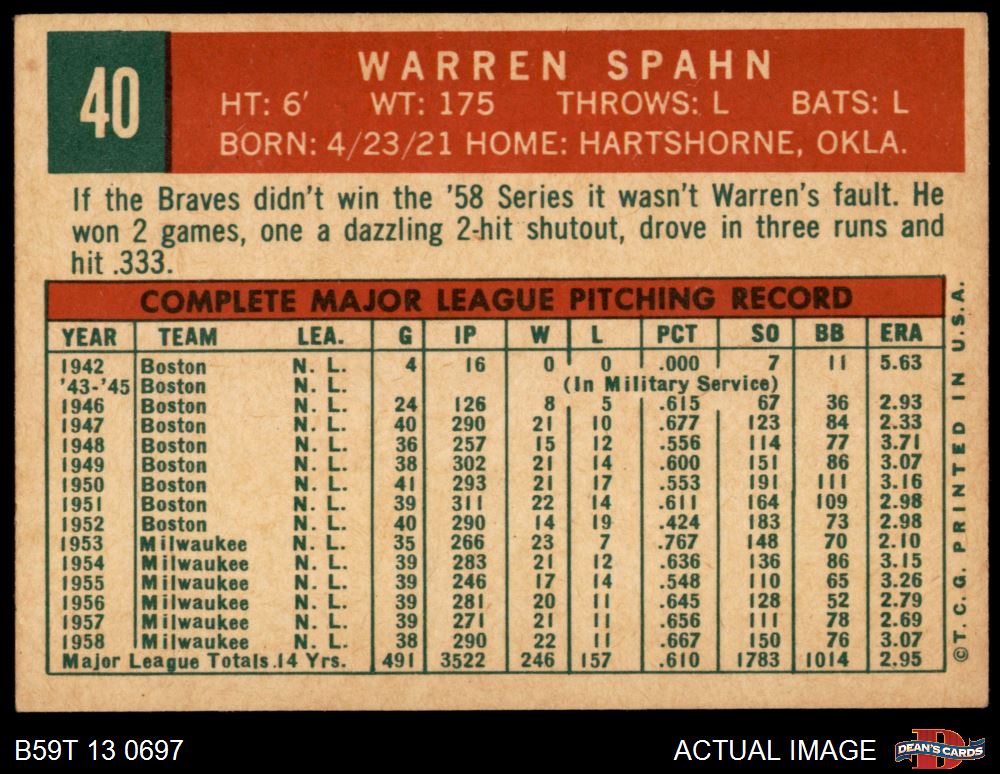 40
WARREN SPAHN
HT: 6' WT: 175 THROWS: L BATS: L
BORN: 4/23/21 HOME: HARTSHORNE, OKLA.
If the Braves didn't win the '58 Series it wasn't Warren's fault. He
won 2 games, one a dazzling 2-hit shutout, drove in three runs and
hit .333.
COMPLETE MAJOR LEAGUE PITCHING RECORD
YEAR TEAM LEA. G IP W L PCT SO BB ERA
1942 Boston N. L. 4 16 0 0 .000 7 11 5.63
'43-'45 Boston N. L. (In Military Service)
1946 Boston N. L. 24 126 8 5 .615 67 36 2.93
1947 Boston N. L. 40 290 21 10 .677 123 84 2.33
1948 Boston N. L. 36 257 15 12 .556 114 77 3.71
1949 Boston N. L. 38 302 21 14 .600 151 86 3.07
1950 Boston N. L. 41 293 21 17 .553 191 111 3.16
1951 Boston N. L. 39 311 22 14 .611 164 109 2.98
1952 Boston N. L. 40 290 14 19 .424 183 73 2.98
1953 Milwaukee N. L. 35 266 23 7 .767 148 70 2.10
1954 Milwaukee N. L. 39 283 21 12 .636 136 86 3.15
1955 Milwaukee N. L. 39 246 17 14 .548 110 65 3.26
1956 Milwaukee N. L. 39 281 20 11 .645 128 52 2.79
1957 Milwaukee N. L. 39 271 21 11 .656 111 78 2.69
1958 Milwaukee N. L. 38 290 22 11 .667 150 76 3.07
Major League Totals 14 Yrs. 491 3522 246 157 .610 1783 1014 2.95
©T. C. G. PRINTED IN U.S.A.
B59T 13 0697
ACTUAL IMAGE
DEAN'S CARDS